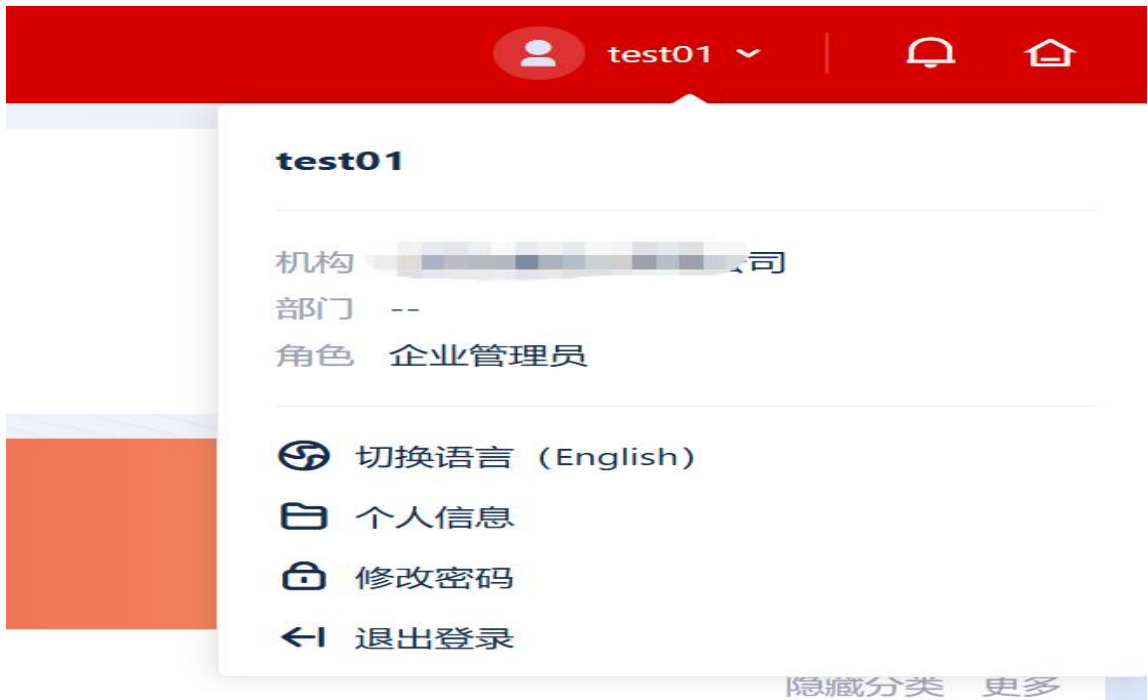 test01
test01
机构 公司
部门 --
角色 企业管理员
切换语言（English）
个人信息
修改密码
退出登录
隐藏分类 更多